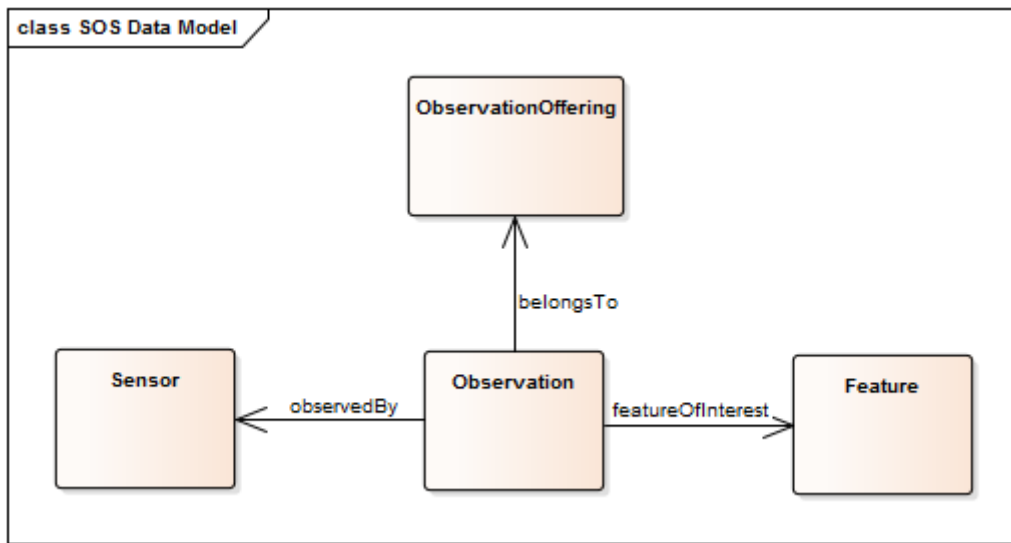 class SOS Data Model
ObservationOffering
belongsTo
Sensor
observedBy
Observation
featureOfInterest
Feature